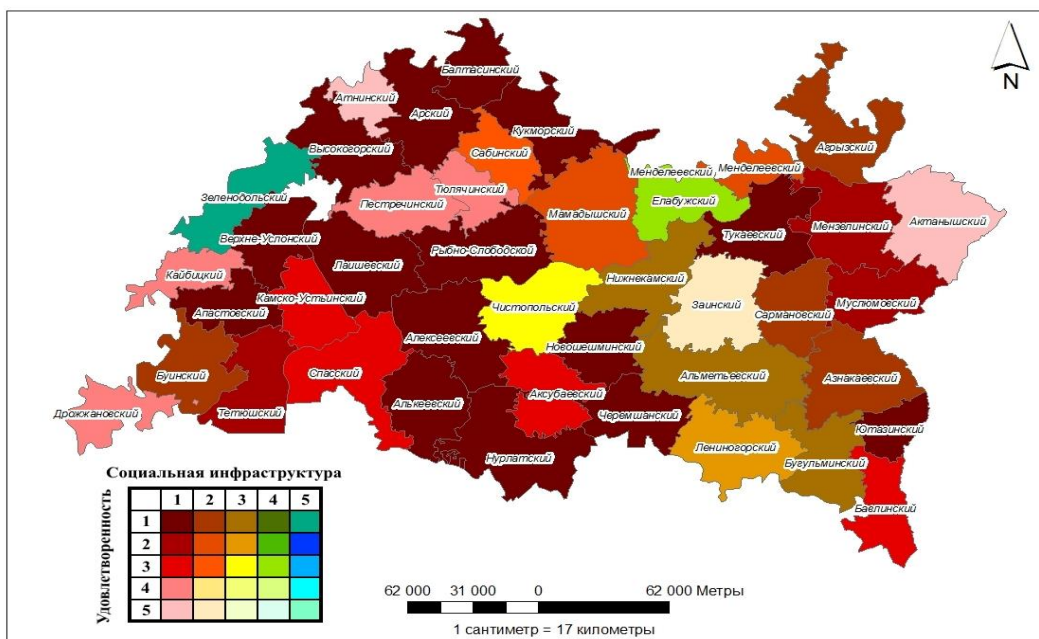 Балтасинский
Атнинский
Арский
Кукморский
Высокогорский
Сабинский
Агрызский
Менделеевский
Менделеевский
Тюлячинский
Зеленодольский
Пестречинский
Елабужский
Мамадышский
Актанышский
Мензелинский
Тукаевский
Верхне-Услонский
Рыбно-Слободской
Лаишевский
Кайбицкий
Нижнекамский
Камско-Устьинский
Чистопольский
Заинский
Муслюмовский
Апастовский
Сармановский
Алексеевский
Новошешминский
Буинский
Спасский
Альметьевский
Азнакаевский
Аксубаевский
Алькеевский
Дрожжановский
Тетюшский
Черемшанский
Ютазинский
Лениногорский
Нурлатский
Бугульминский
Бавлинский
N
Социальная инфраструктура
Удовлетворенность
1 2 3 4 5
1
2
3
4
5
62 000 31 000 0 62 000 Метры
1 сантиметр = 17 километры